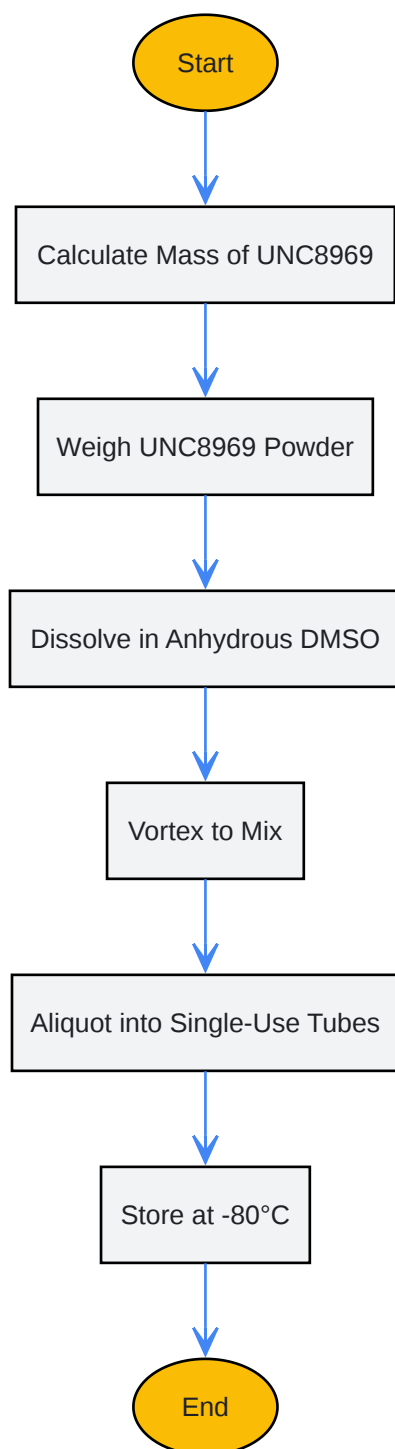 Start
Calculate Mass of UNC8969
Weigh UNC8969 Powder
Dissolve in Anhydrous DMSO
Vortex to Mix
Aliquot into Single-Use Tubes
Store at -80°C
End